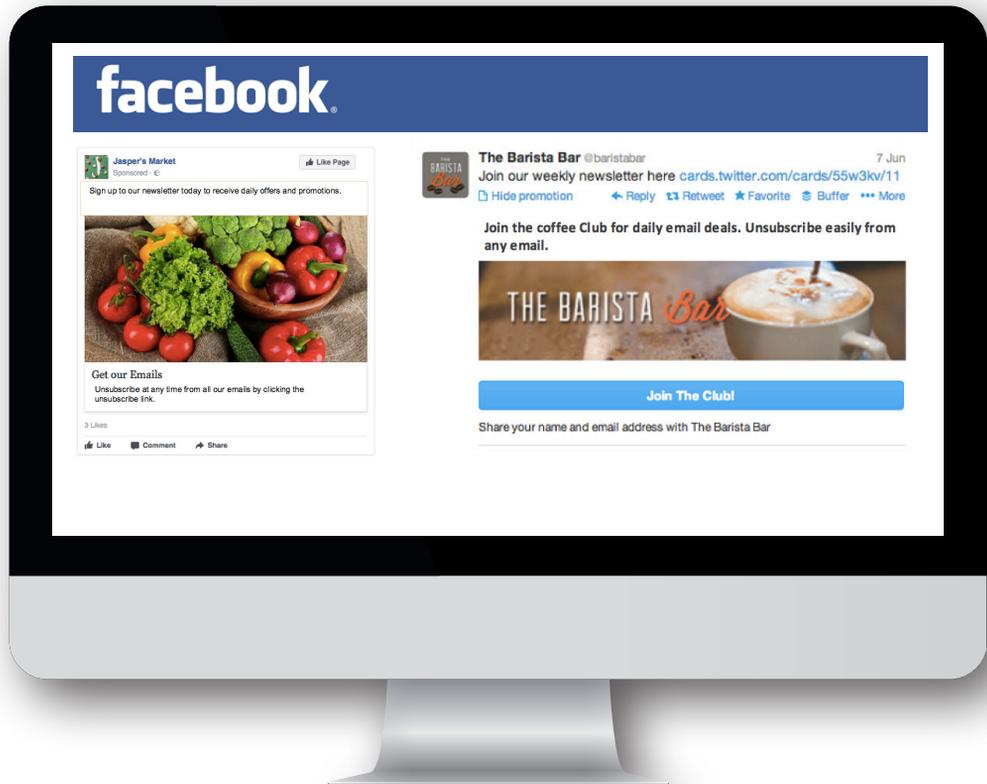 facebook®
Jasper's Market
Sponsored ·
Like Page
Sign up to our newsletter today to receive daily offers and promotions.
Get our Emails
Unsubscribe at any time from all our emails by clicking the
unsubscribe link.
3 Likes
Like Comment Share
THE
BARISTA
Bar
The Barista Bar @baristabar 7 Jun
Join our weekly newsletter here cards.twitter.com/cards/55w3kv/11
Hide promotion Reply Retweet Favorite Buffer More
Join the coffee Club for daily email deals. Unsubscribe easily from
any email.
THE BARISTA Bar
Join The Club!
Share your name and email address with The Barista Bar